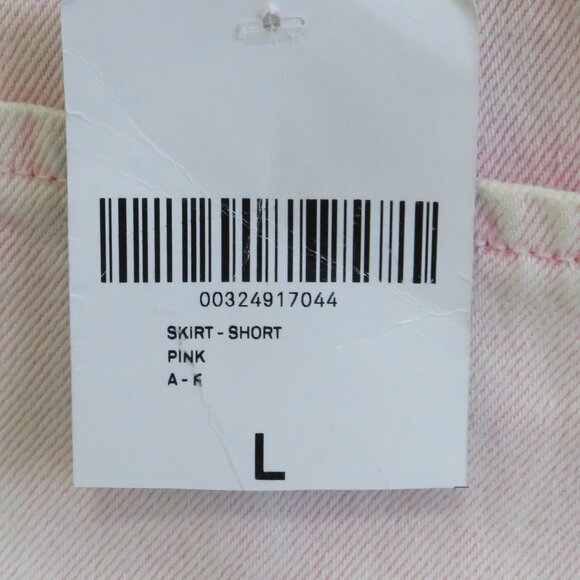 00324917044
SKIRT - SHORT
PINK
A -
L